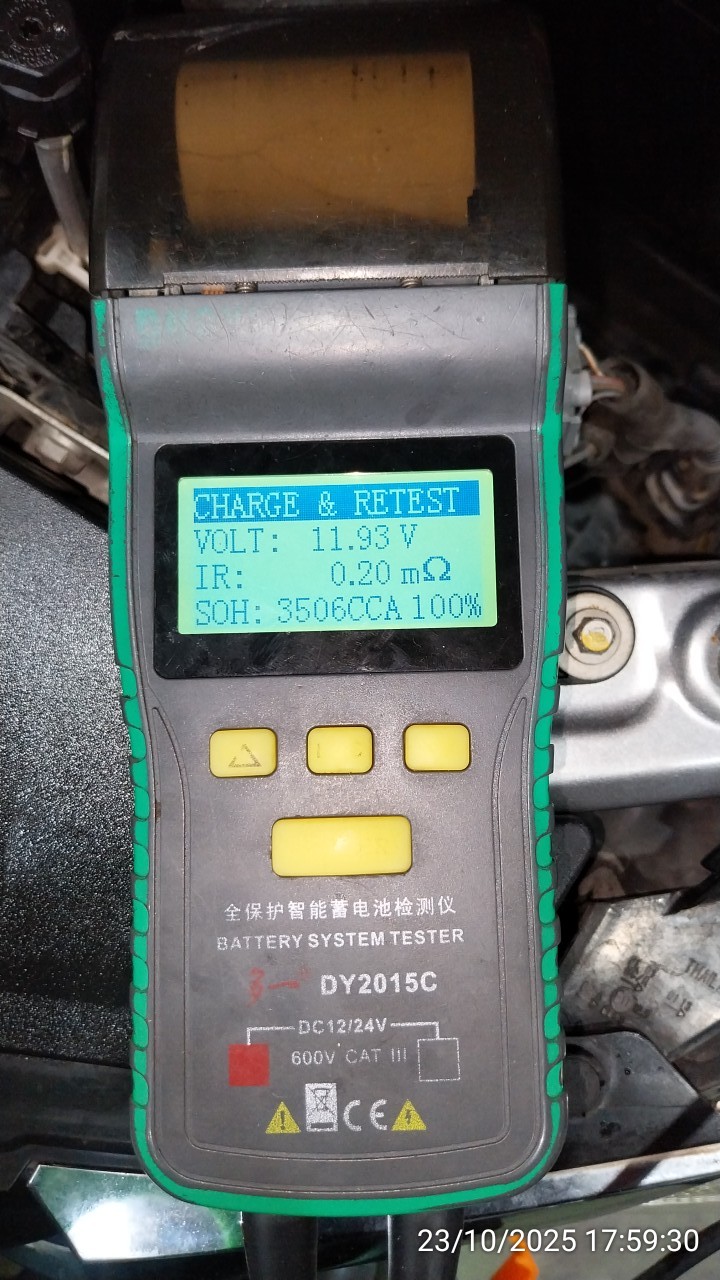 CHARGE & RETEST
VOLT: 11.93 V
IR: 0.20 mΩ
SOH: 3506CCA 100%
全保护智能蓄电池检测仪
BATTERY SYSTEM TESTER
DY2015C
DC12/24V
600V CAT III
CE
23/10/2025 17:59:30